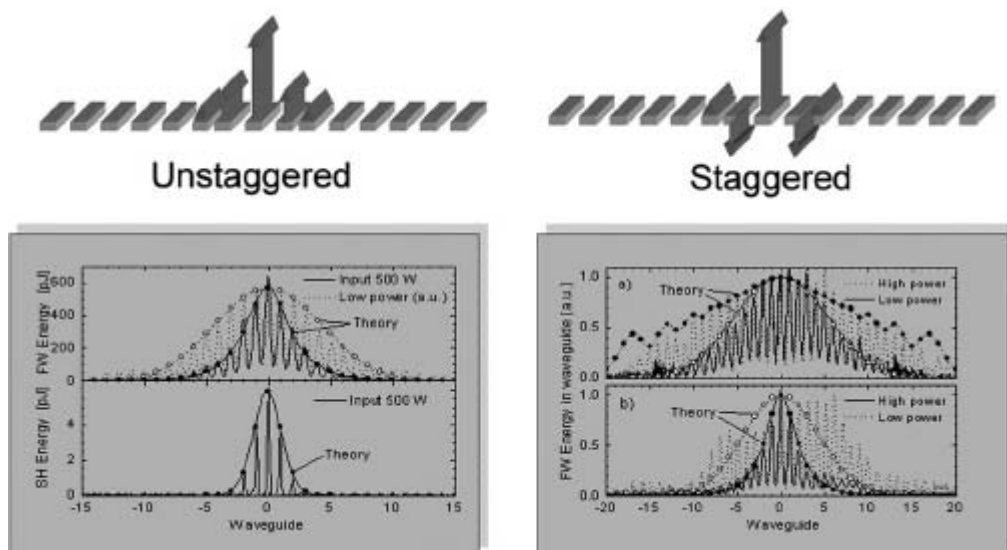 Unstaggered
Staggered
FW Energy [pJ]
600
400
200
0
Input 500 W
Low power (a.u.)
Theory
SH Energy [pJ]
4
2
0
Input 500 W
Theory
-15 -10 -5 0 5 10 15
Waveguide
FW Energy in waveguide [a.u.]
1.0
0.5
0.0
a)
Theory
High power
Low power
1.0
0.5
0.0
b)
Theory
High power
Low power
-20 -15 -10 -5 0 5 10 15 20
Waveguide